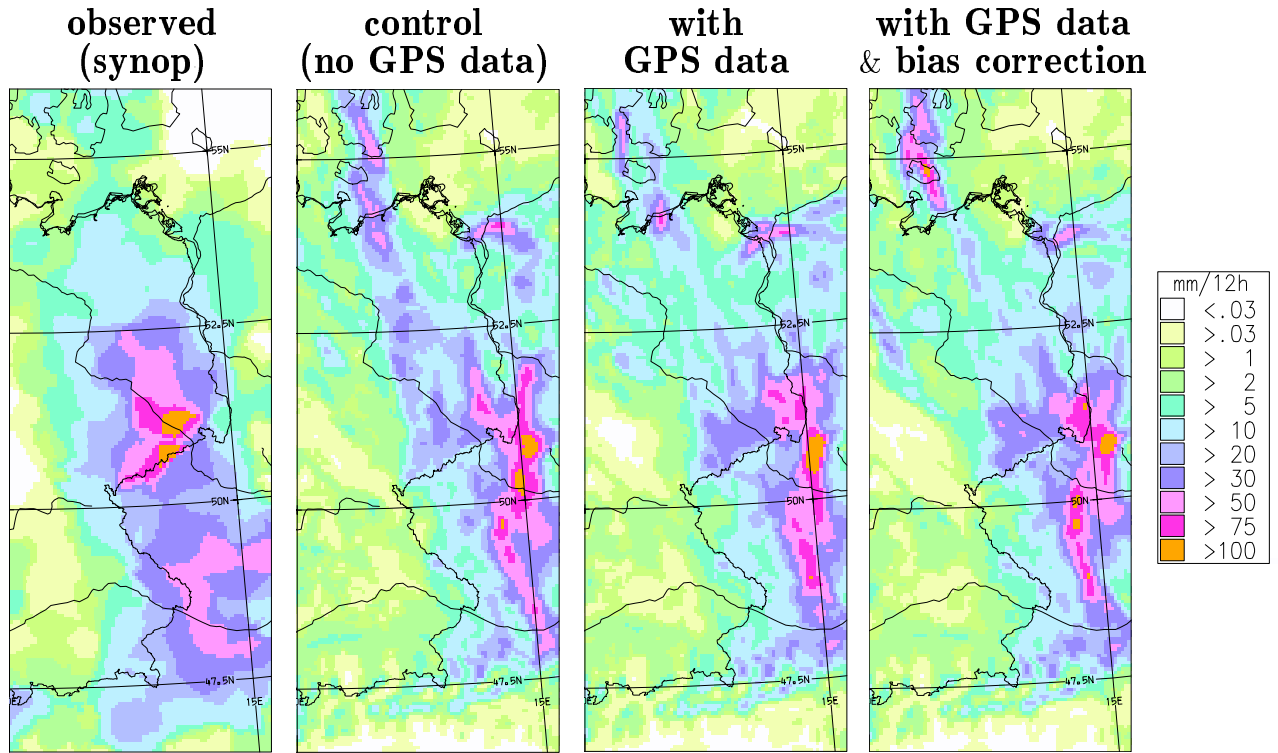 observed
(synop)
control
(no GPS data)
with
GPS data
with GPS data
& bias correction
55N
52.5N
50N
47.5N
15E
55N
52.5N
50N
47.5N
15E
55N
52.5N
50N
47.5N
15E
55N
52.5N
50N
47.5N
15E
mm/12h
<.03
>.03
> 1
> 2
> 5
> 10
> 20
> 30
> 50
> 75
>100